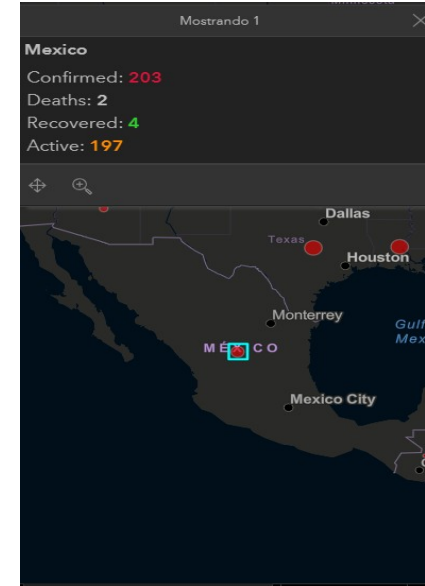 Mostrando 1
Mexico
Confirmed: 203
Deaths: 2
Recovered: 4
Active: 197
Dallas
Texas
Houston
Monterrey
Gulf
Mex
MÉXICO
Mexico City